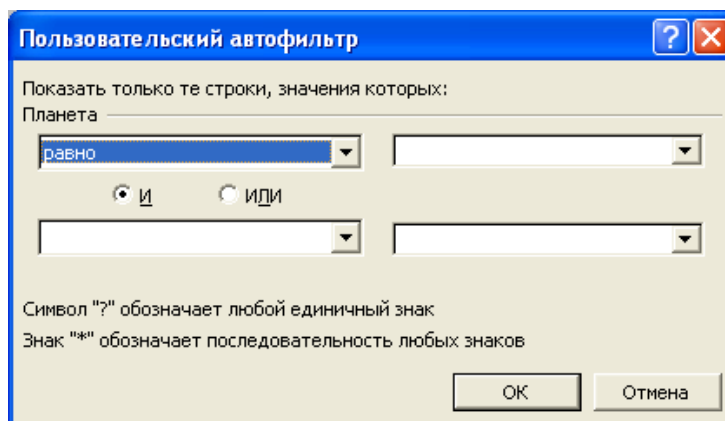 Пользовательский автофильтр
Показать только те строки, значения которых:
Планета
равно
И ИЛИ
Символ "?" обозначает любой единичный знак
Знак "*" обозначает последовательность любых знаков
ОК Отмена